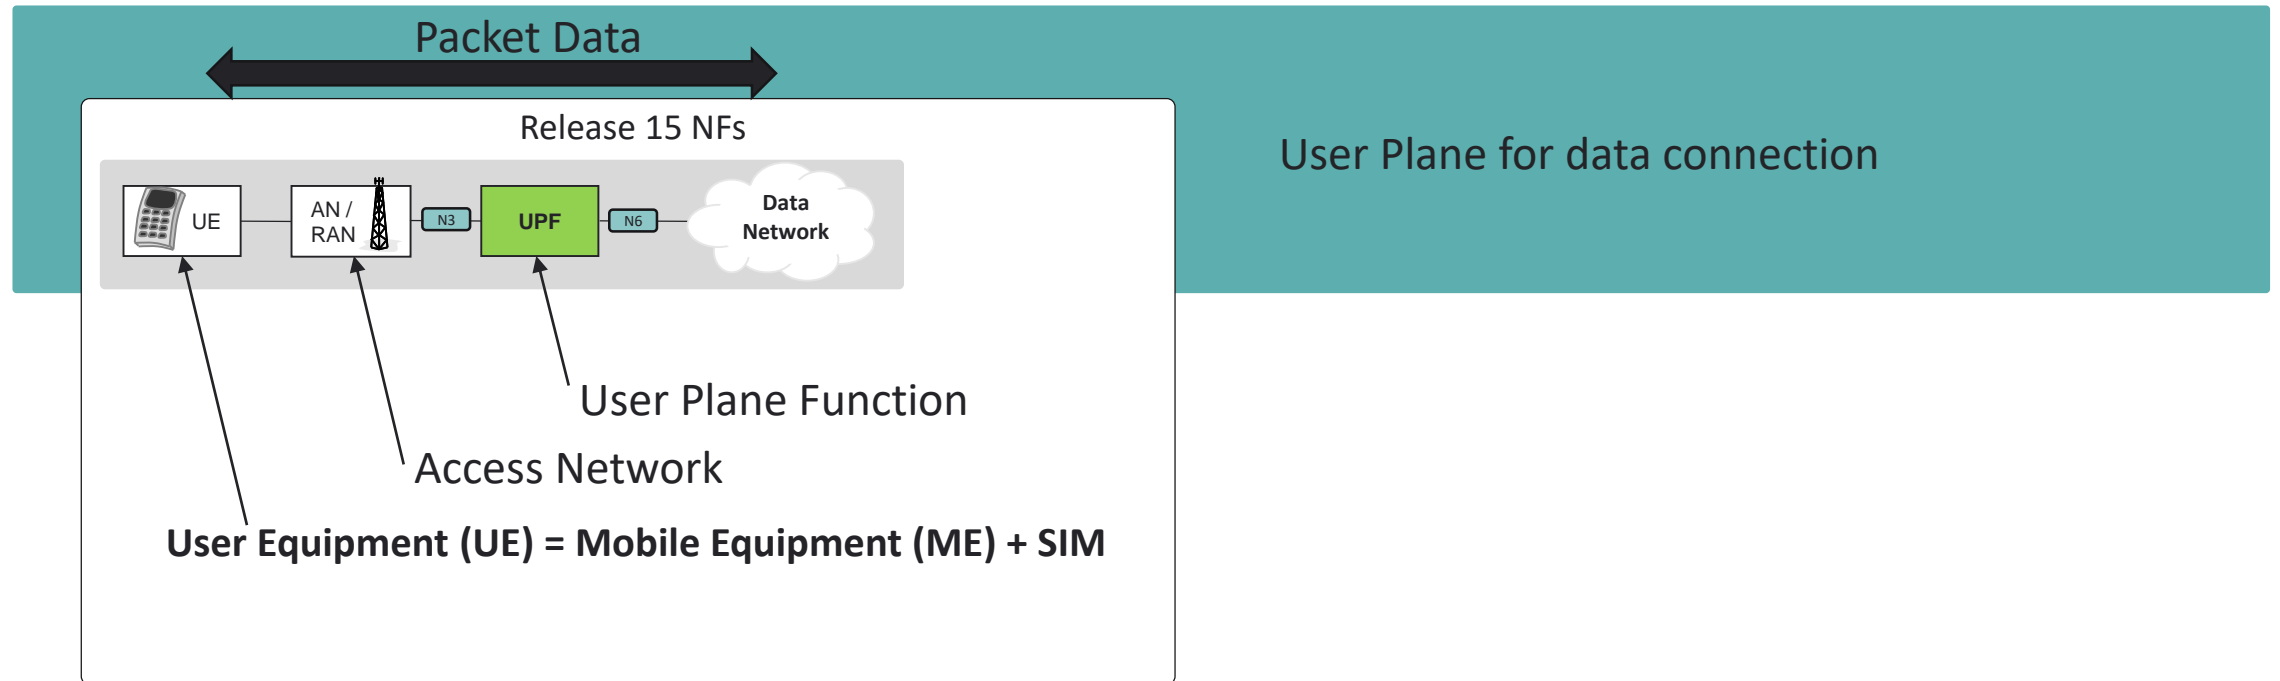 Packet Data
Release 15 NFs
User Plane for data connection
UE
AN /
RAN
N3
UPF
N6
Data
Network
User Plane Function
Access Network
User Equipment (UE) = Mobile Equipment (ME) + SIM